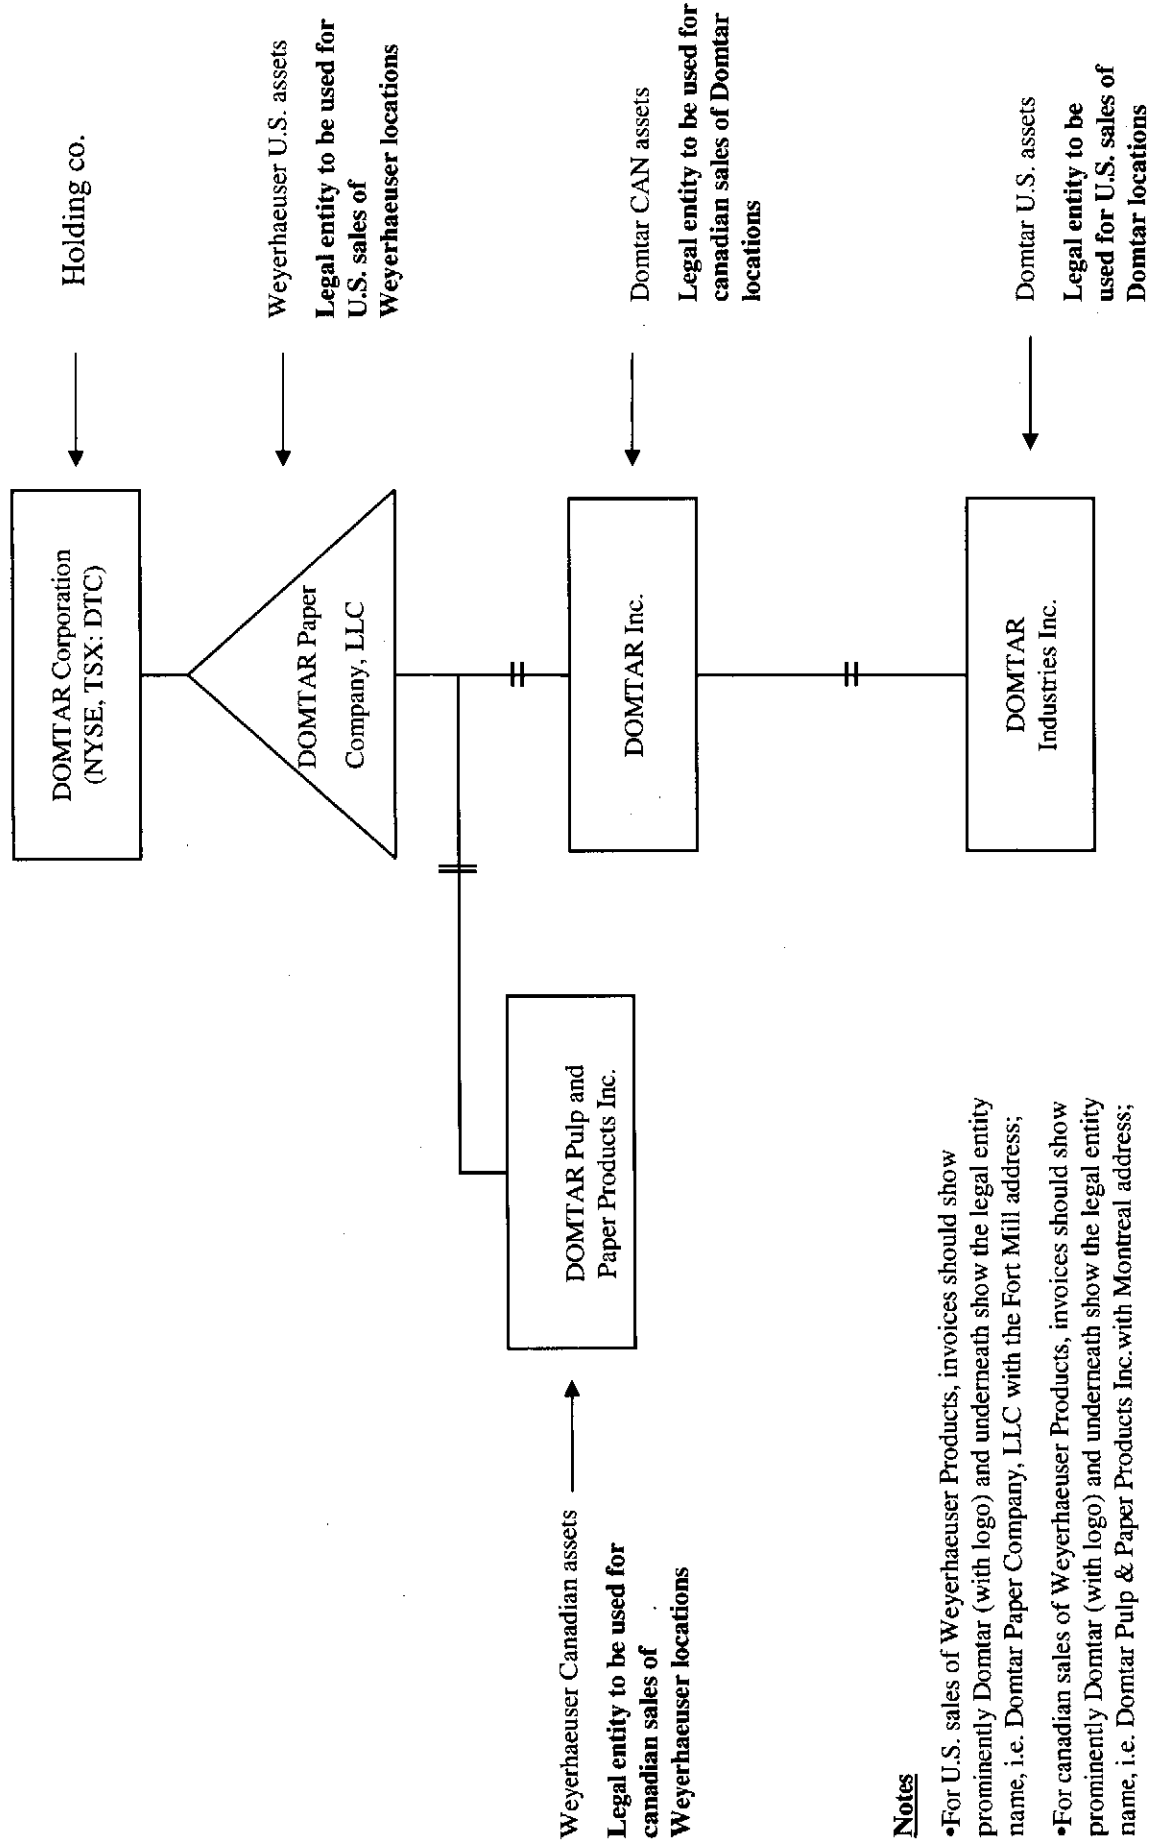 DOMTAR Corporation
(NYSE, TSX: DTC)
Holding co.
DOMTAR Paper
Company, LLC
Weyerhaeuser U.S. assets
Legal entity to be used for
U.S. sales of
Weyerhaeuser locations
Weyerhaeuser Canadian assets
Legal entity to be used for
canadian sales of
Weyerhaeuser locations
DOMTAR Pulp and
Paper Products Inc.
DOMTAR Inc.
Domtar CAN assets
Legal entity to be used for
canadian sales of Domtar
locations
DOMTAR
Industries Inc.
Domtar U.S. assets
Legal entity to be
used for U.S. sales of
Domtar locations
Notes
•For U.S. sales of Weyerhaeuser Products, invoices should show
prominently Domtar (with logo) and underneath show the legal entity
name, i.e. Domtar Paper Company, LLC with the Fort Mill address;
•For canadian sales of Weyerhaeuser Products, invoices should show
prominently Domtar (with logo) and underneath show the legal entity
name, i.e. Domtar Pulp & Paper Products Inc.with Montreal address;